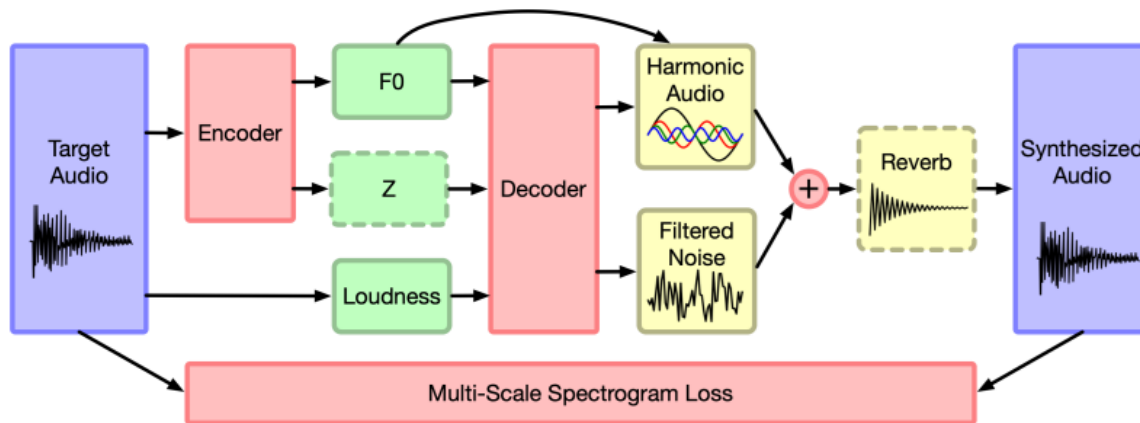 Target
Audio
Encoder
F0
Z
Loudness
Decoder
Harmonic
Audio
Filtered
Noise
+
Reverb
Synthesized
Audio
Multi-Scale Spectrogram Loss